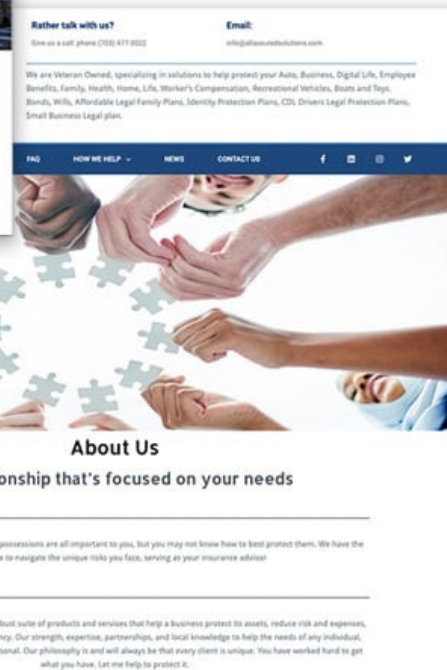 Rather talk with us?
Give us a call: phone (703) 477-9922
Email:
info@allassuredsolutions.com
We are Veteran Owned, specializing in solutions to help protect your Auto, Business, Digital Life, Employee
Benefits, Family, Health, Home, Life, Worker's Compensation, Recreational Vehicles, Boats and Toys.
Bonds, Wills, Affordable Legal Family Plans, Identity Protection Plans, CDL Drivers Legal Protection Plans,
Small Business Legal plan.
FAQ HOW WE HELP NEWS CONTACT US
About Us
onship that's focused on your needs
possessions are all important to you, but you may not know how to best protect them. We have the
e to navigate the unique risks you face, serving as your insurance advisor
bust suite of products and services that help a business protect its assets, reduce risk and expenses,
ncy. Our strength, expertise, partnerships, and local knowledge to help the needs of any individual,
sonal. Our philosophy is and will always be that every client is unique. You have worked hard to get
what you have. Let me help to protect it.